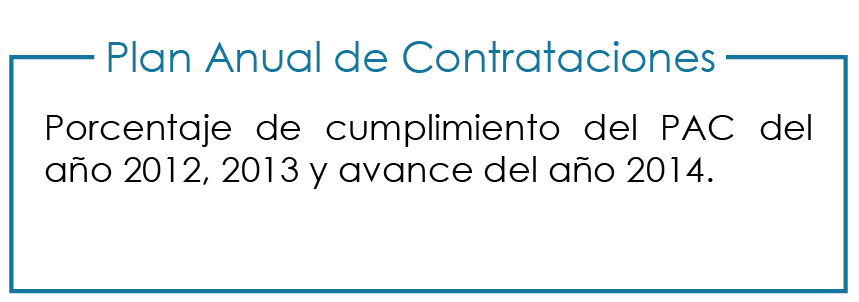 Plan Anual de Contrataciones
Porcentaje de cumplimiento del PAC del
año 2012, 2013 y avance del año 2014.